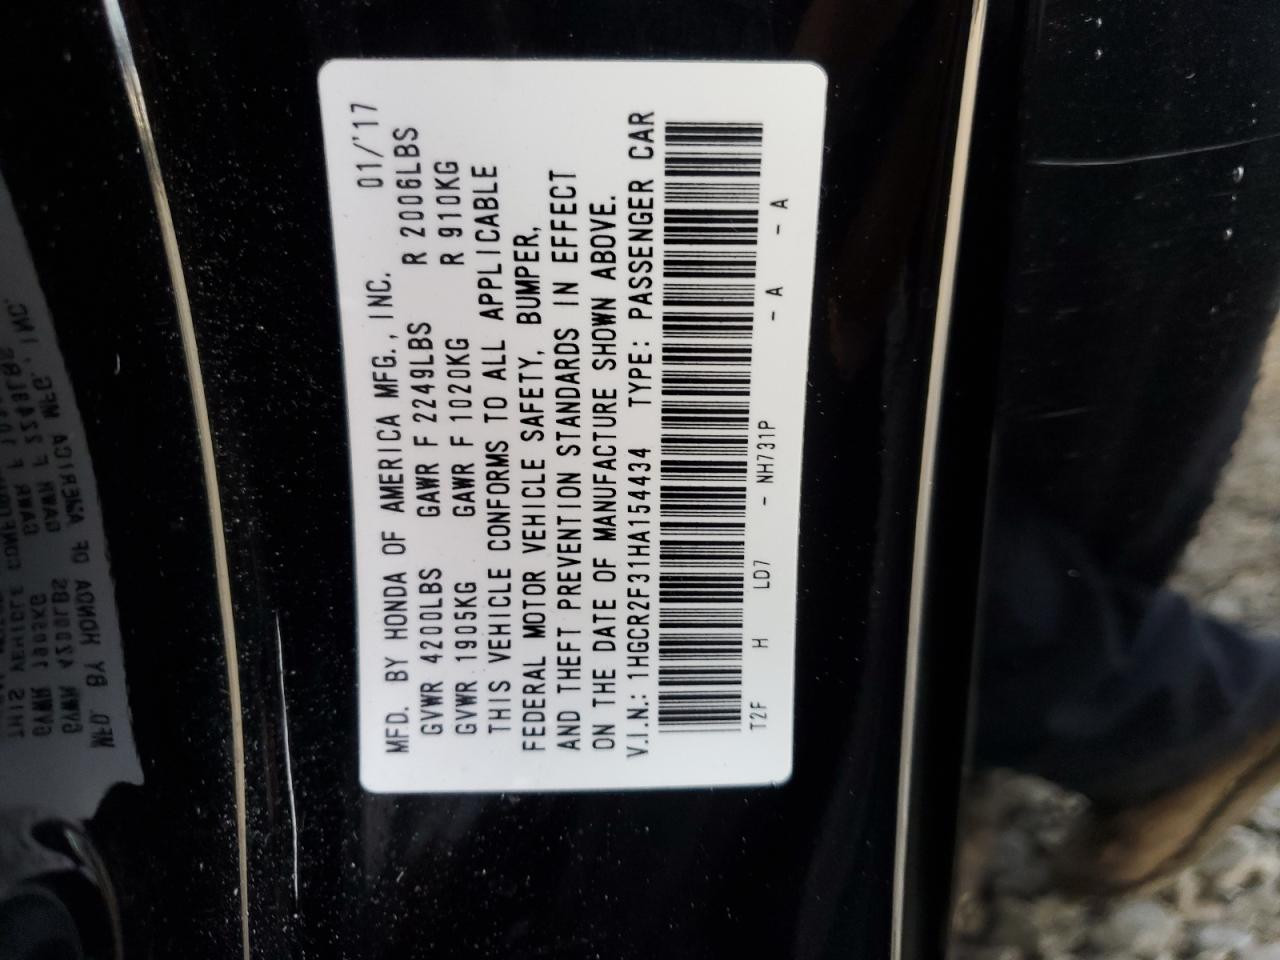 MFD. BY HONDA OF AMERICA MFG., INC. 01/'17
GVWR 4200LBS GAWR F 2249LBS R 2006LBS
GVWR 1905KG GAWR F 1020KG R 910KG
THIS VEHICLE CONFORMS TO ALL APPLICABLE
FEDERAL MOTOR VEHICLE SAFETY, BUMPER,
AND THEFT PREVENTION STANDARDS IN EFFECT
ON THE DATE OF MANUFACTURE SHOWN ABOVE.
V.I.N.: 1HGCR2F31HA154434 TYPE: PASSENGER CAR
T2F H LD7 - NH731P - A - A